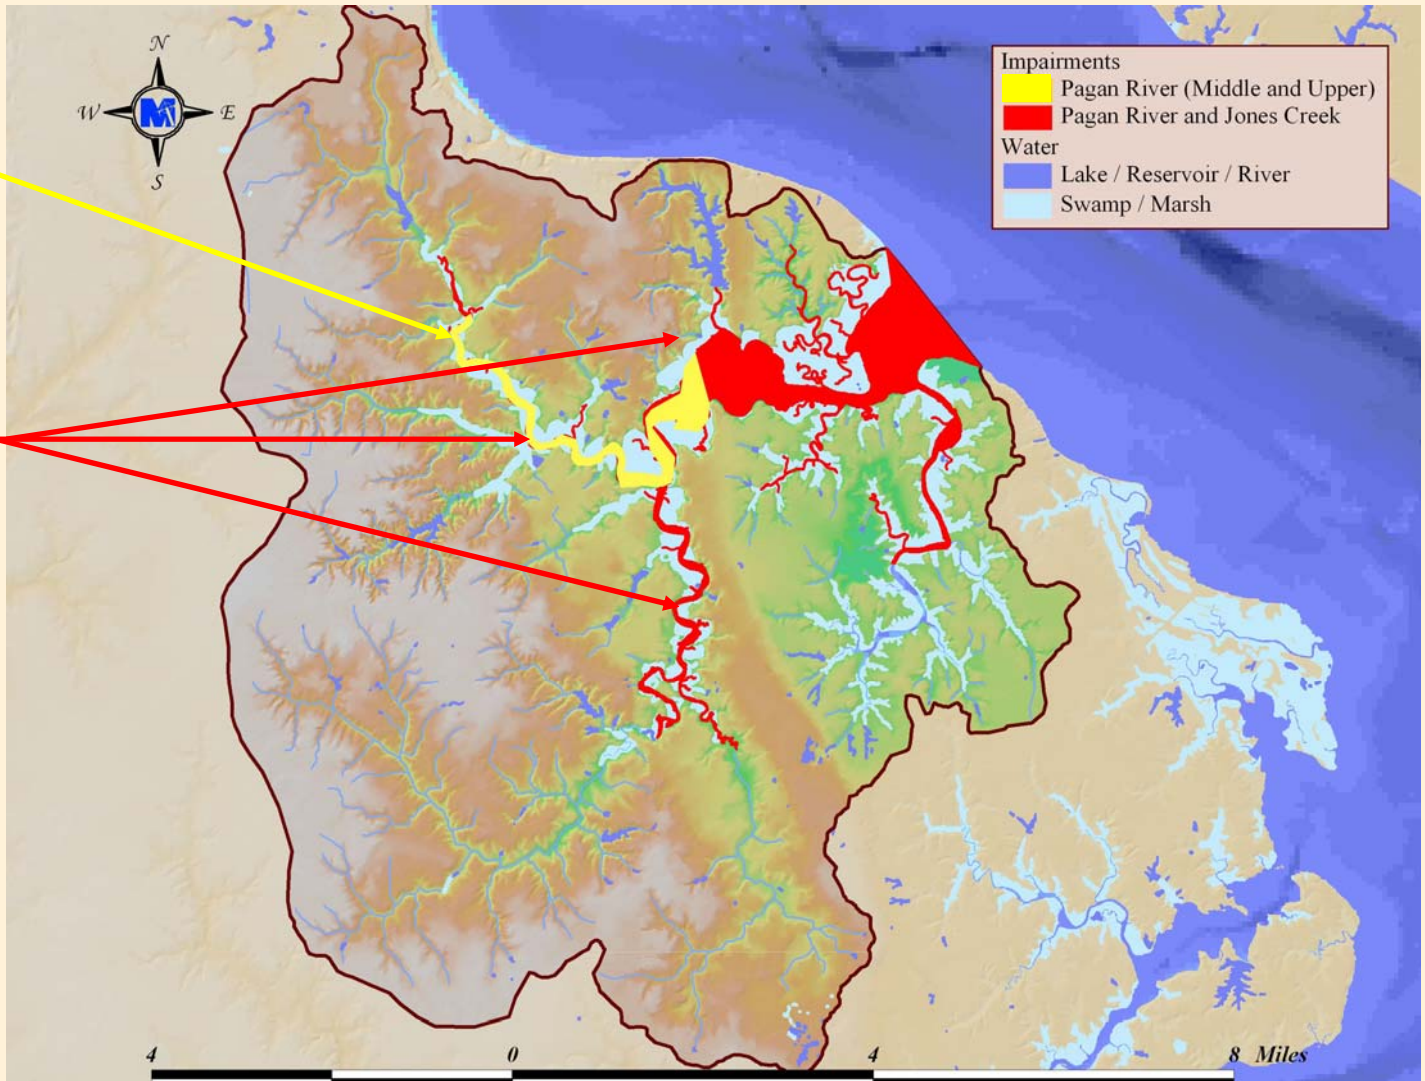 N
W E
S
M
Impairments
Pagan River (Middle and Upper)
Pagan River and Jones Creek
Water
Lake / Reservoir / River
Swamp / Marsh
4 0 4 8 Miles